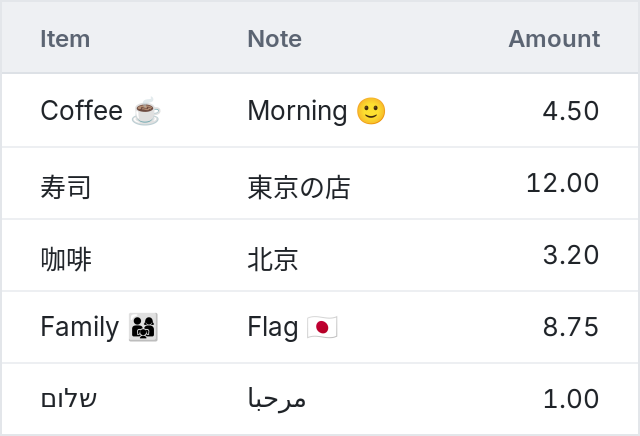 Item Note Amount
Coffee ☕ Morning 🙂 4.50
寿司 東京の店 12.00
咖啡 北京 3.20
Family 👨‍👩‍👧 Flag 🇯🇵 8.75
שלום مرحبا 1.00